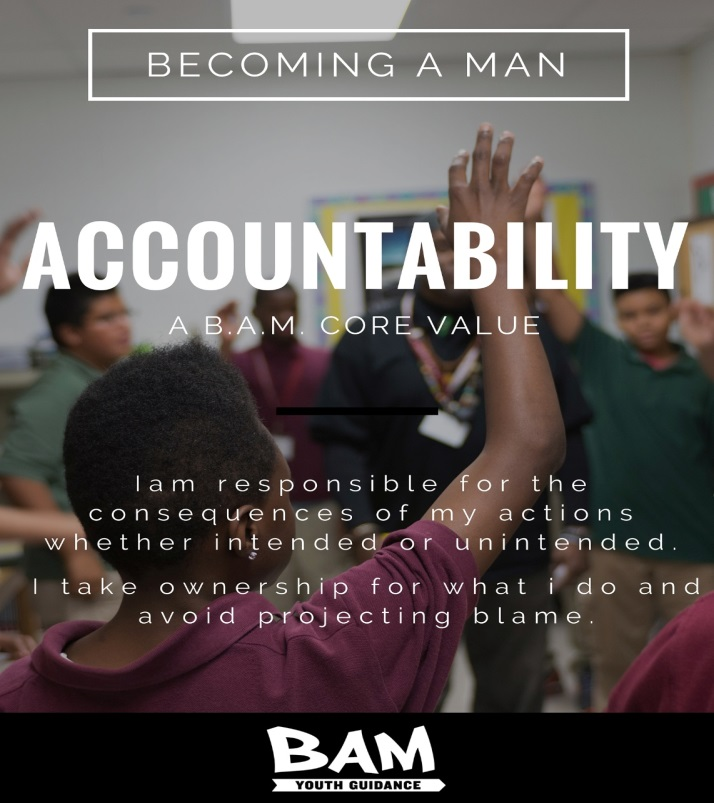 BECOMING A MAN
ACCOUNTABILITY
A B.A.M. CORE VALUE
Iam responsible for the
consequences of my actions
whether intended or unintended.
I take ownership for what i do and
avoid projecting blame.
BAM
YOUTH GUIDANCE